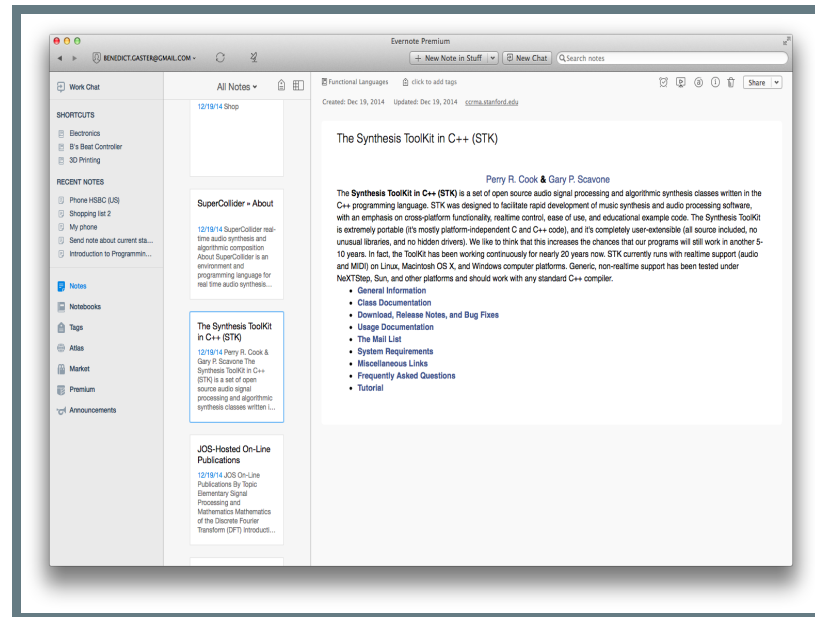 Evernote Premium
BENEDICT.GASTER@GMAIL.COM
+ New Note in Stuff
New Chat
Search notes
Work Chat
SHORTCUTS
Electronics
B's Beat Controller
3D Printing
RECENT NOTES
Phone HSBC (US)
Shopping list 2
My phone
Send note about current sta...
Introduction to Programmin...
Notes
Notebooks
Tags
Atlas
Market
Premium
Announcements
All Notes
12/19/14 Shop
SuperCollider » About
12/19/14 SuperCollider real-
time audio synthesis and
algorithmic composition
About SuperCollider is an
environment and
programming language for
real time audio synthesis...
The Synthesis ToolKit
in C++ (STK)
12/19/14 Perry R. Cook &
Gary P. Scavone The
Synthesis ToolKit in C++
(STK) is a set of open
source audio signal
processing and algorithmic
synthesis classes written i...
JOS-Hosted On-Line
Publications
12/19/14 JOS On-Line
Publications By Topic
Elementary Signal
Processing and
Mathematics Mathematics
of the Discrete Fourier
Transform (DFT) Introducti...
Functional Languages
click to add tags
Share
Created: Dec 19, 2014 Updated: Dec 19, 2014 ccrma.stanford.edu
The Synthesis ToolKit in C++ (STK)
Perry R. Cook & Gary P. Scavone
The Synthesis ToolKit in C++ (STK) is a set of open source audio signal processing and algorithmic synthesis classes written in the
C++ programming language. STK was designed to facilitate rapid development of music synthesis and audio processing software,
with an emphasis on cross-platform functionality, realtime control, ease of use, and educational example code. The Synthesis ToolKit
is extremely portable (it's mostly platform-independent C and C++ code), and it's completely user-extensible (all source included, no
unusual libraries, and no hidden drivers). We like to think that this increases the chances that our programs will still work in another 5-
10 years. In fact, the ToolKit has been working continuously for nearly 20 years now. STK currently runs with realtime support (audio
and MIDI) on Linux, Macintosh OS X, and Windows computer platforms. Generic, non-realtime support has been tested under
NeXTStep, Sun, and other platforms and should work with any standard C++ compiler.
• General Information
• Class Documentation
• Download, Release Notes, and Bug Fixes
• Usage Documentation
• The Mail List
• System Requirements
• Miscellaneous Links
• Frequently Asked Questions
• Tutorial